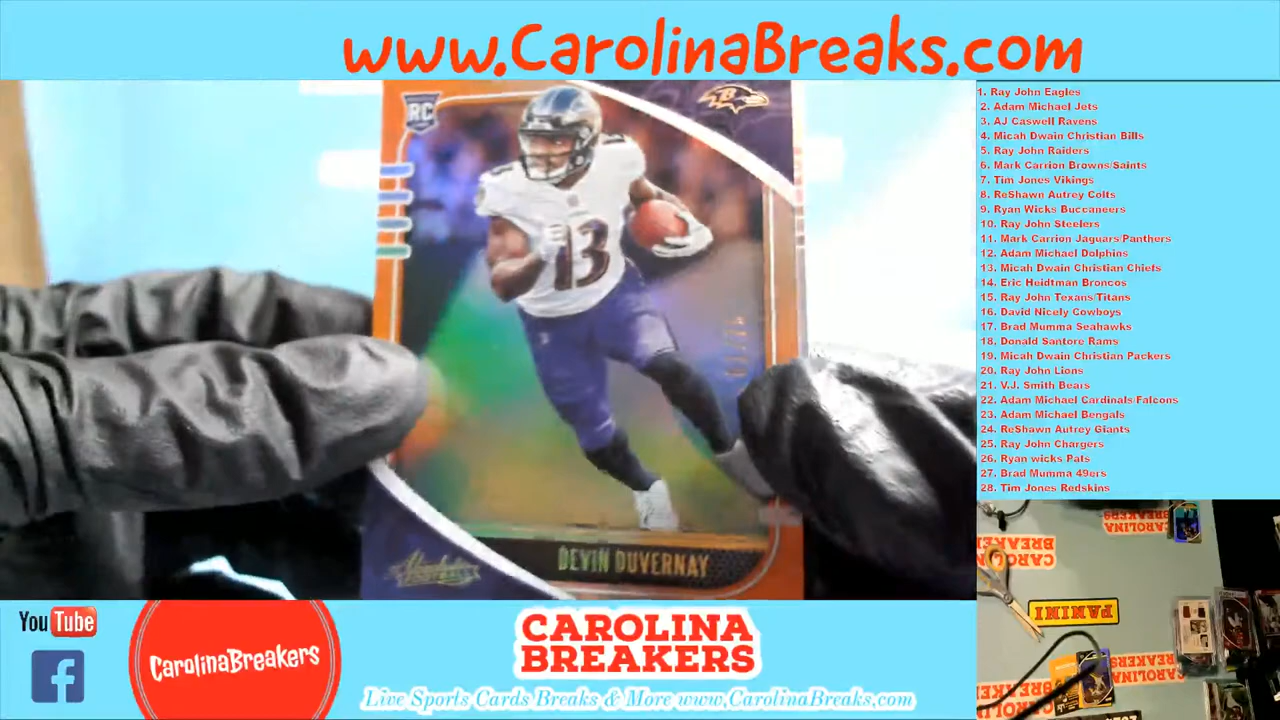 www.CarolinaBreaks.com
RC
13
DEVIN DUVERNAY
Absolute
1. Ray John Eagles
2. Adam Michael Jets
3. AJ Caswell Ravens
4. Micah Dwain Christian Bills
5. Ray John Raiders
6. Mark Carrion Browns/Saints
7. Tim Jones Vikings
8. ReShawn Autrey Colts
9. Ryan Wicks Buccaneers
10. Ray John Steelers
11. Mark Carrion Jaguars/Panthers
12. Adam Michael Dolphins
13. Micah Dwain Christian Chiefs
14. Eric Heidtman Broncos
15. Ray John Texans/Titans
16. David Nicely Cowboys
17. Brad Mumma Seahawks
18. Donald Santore Rams
19. Micah Dwain Christian Packers
20. Ray John Lions
21. V.J. Smith Bears
22. Adam Michael Cardinals/Falcons
23. Adam Michael Bengals
24. ReShawn Autrey Giants
25. Ray John Chargers
26. Ryan wicks Pats
27. Brad Mumma 49ers
28. Tim Jones Redskins
CAROLINA
BREAKERS
CAROLINA
BREAKER
PANINI
YouTube
CarolinaBreakers
CAROLINA
BREAKERS
Live Sports Cards Breaks & More www.CarolinaBreaks.com